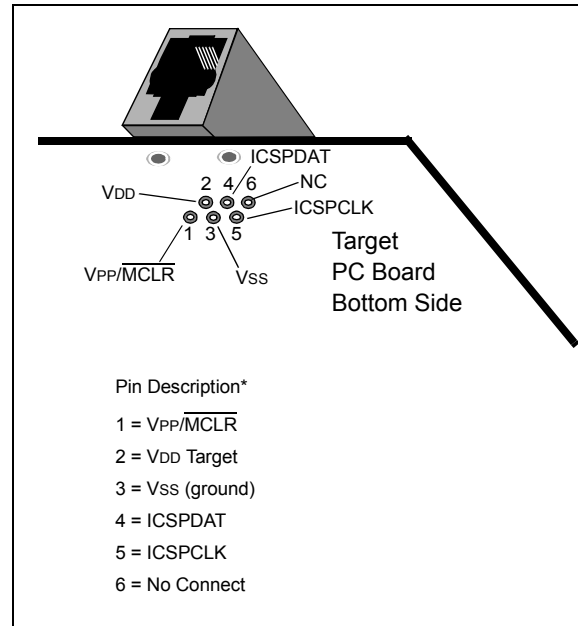 ICSPDAT
2 4 6 NC
VDD
ICSPCLK
1 3 5
Target
PC Board
Bottom Side
VPP/MCLR
VSS
Pin Description*
1 = VPP/MCLR
2 = VDD Target
3 = VSS (ground)
4 = ICSPDAT
5 = ICSPCLK
6 = No Connect